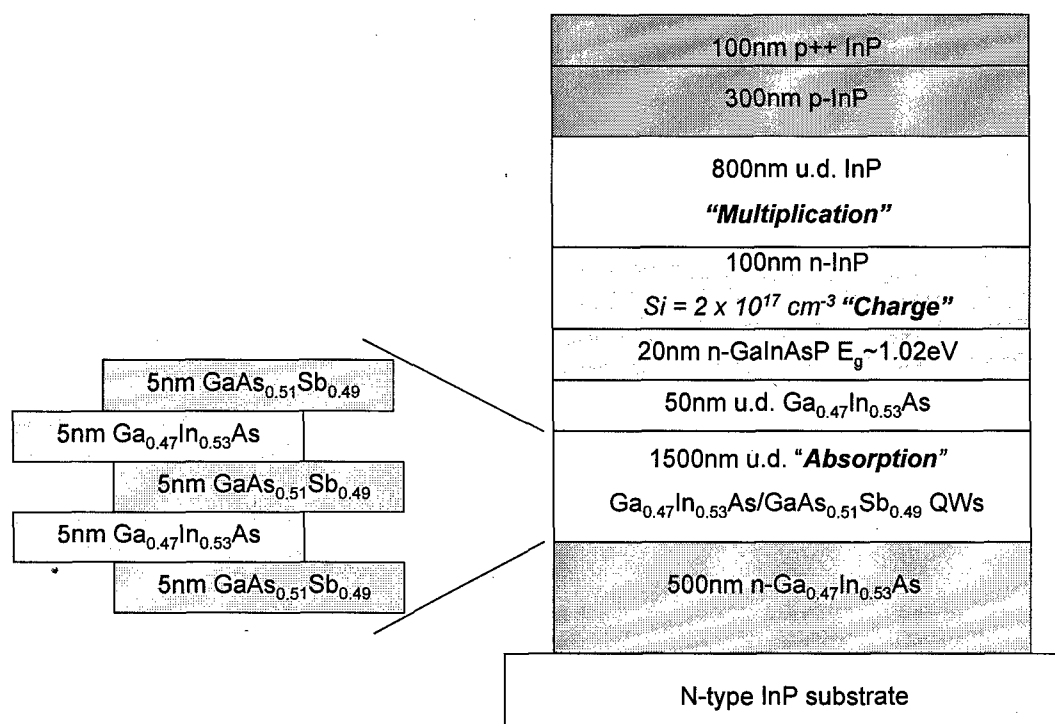 100nm p++ InP
300nm p-InP
800nm u.d. InP
“Multiplication”
100nm n-InP
Si = 2 x 10¹⁷ cm⁻³ “Charge”
20nm n-GaInAsP E_g~1.02eV
50nm u.d. Ga₀.₄₇In₀.₅₃As
1500nm u.d. “Absorption”
Ga₀.₄₇In₀.₅₃As/GaAs₀.₅₁Sb₀.₄₉ QWs
500nm n-Ga₀.₄₇In₀.₅₃As
N-type InP substrate
5nm GaAs₀.₅₁Sb₀.₄₉
5nm Ga₀.₄₇In₀.₅₃As
5nm GaAs₀.₅₁Sb₀.₄₉
5nm Ga₀.₄₇In₀.₅₃As
5nm GaAs₀.₅₁Sb₀.₄₉